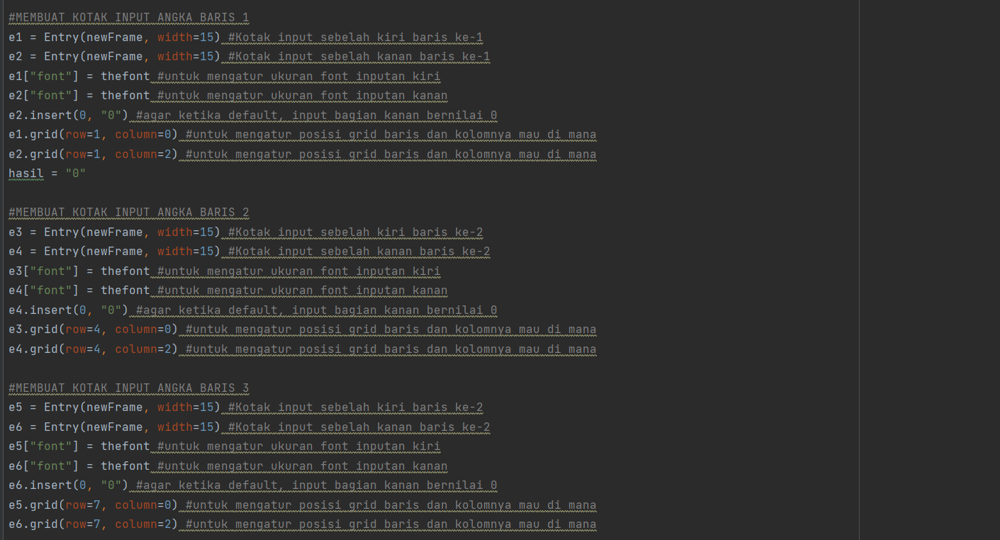 #MEMBUAT KOTAK INPUT ANGKA BARIS 1
e1 = Entry(newFrame, width=15) #Kotak input sebelah kiri baris ke-1
e2 = Entry(newFrame, width=15) #Kotak input sebelah kanan baris ke-1
e1["font"] = thefont #untuk mengatur ukuran font inputan kiri
e2["font"] = thefont #untuk mengatur ukuran font inputan kanan
e2.insert(0, "0") #agar ketika default, input bagian kanan bernilai 0
e1.grid(row=1, column=0) #untuk mengatur posisi grid baris dan kolomnya mau di mana
e2.grid(row=1, column=2) #untuk mengatur posisi grid baris dan kolomnya mau di mana
hasil = "0"

#MEMBUAT KOTAK INPUT ANGKA BARIS 2
e3 = Entry(newFrame, width=15) #Kotak input sebelah kiri baris ke-2
e4 = Entry(newFrame, width=15) #Kotak input sebelah kanan baris ke-2
e3["font"] = thefont #untuk mengatur ukuran font inputan kiri
e4["font"] = thefont #untuk mengatur ukuran font inputan kanan
e4.insert(0, "0") #agar ketika default, input bagian kanan bernilai 0
e3.grid(row=4, column=0) #untuk mengatur posisi grid baris dan kolomnya mau di mana
e4.grid(row=4, column=2) #untuk mengatur posisi grid baris dan kolomnya mau di mana

#MEMBUAT KOTAK INPUT ANGKA BARIS 3
e5 = Entry(newFrame, width=15) #Kotak input sebelah kiri baris ke-2
e6 = Entry(newFrame, width=15) #Kotak input sebelah kanan baris ke-2
e5["font"] = thefont #untuk mengatur ukuran font inputan kiri
e6["font"] = thefont #untuk mengatur ukuran font inputan kanan
e6.insert(0, "0") #agar ketika default, input bagian kanan bernilai 0
e5.grid(row=7, column=0) #untuk mengatur posisi grid baris dan kolomnya mau di mana
e6.grid(row=7, column=2) #untuk mengatur posisi grid baris dan kolomnya mau di mana